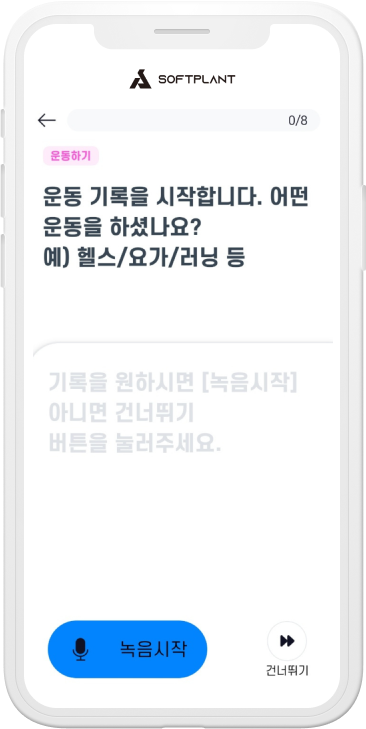 SOFTPLANT
0/8
운동하기
운동 기록을 시작합니다. 어떤
운동을 하셨나요?
예) 헬스/요가/러닝 등
기록을 원하시면 [녹음시작]
아니면 건너뛰기
버튼을 눌러주세요.
녹음시작
건너뛰기